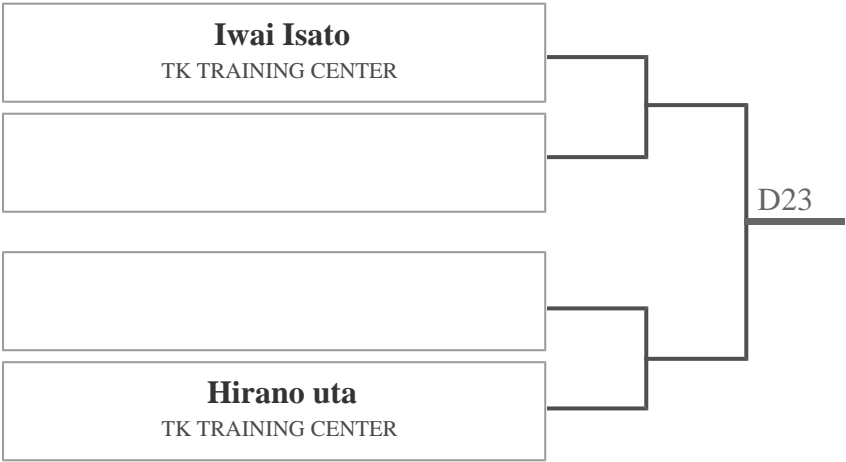 Iwai Isato
TK TRAINING CENTER
D23
Hirano uta
TK TRAINING CENTER